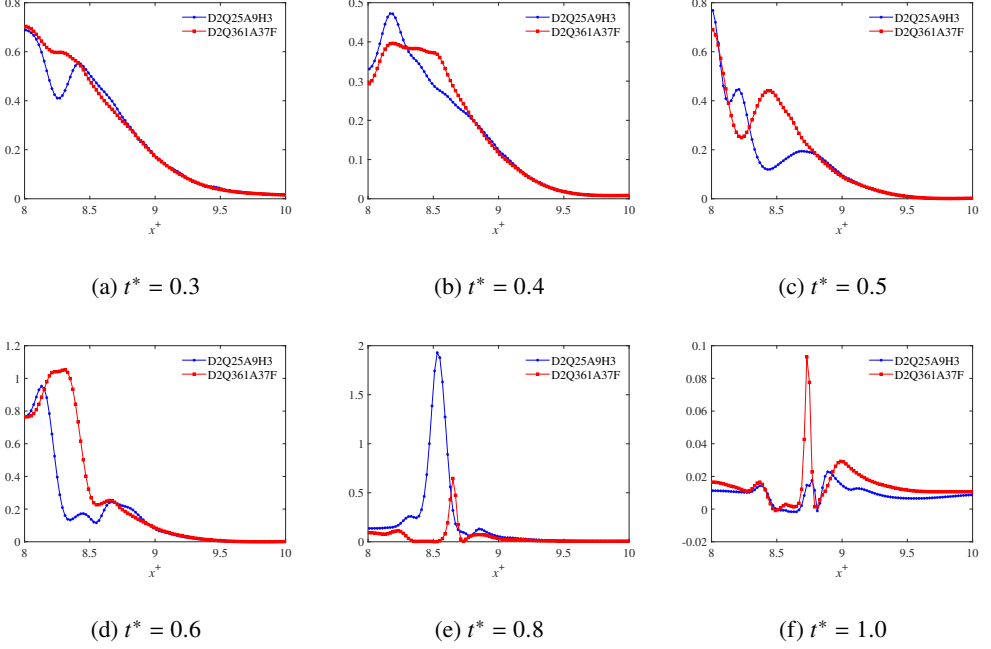 0.8
0.6
0.4
0.2
0
8
8.5
9
9.5
10
x⁺
D2Q25A9H3
D2Q361A37F
(a) t* = 0.3
0.5
0.4
0.3
0.2
0.1
0
8
8.5
9
9.5
10
x⁺
D2Q25A9H3
D2Q361A37F
(b) t* = 0.4
0.8
0.6
0.4
0.2
0
8
8.5
9
9.5
10
x⁺
D2Q25A9H3
D2Q361A37F
(c) t* = 0.5
1.2
1
0.8
0.6
0.4
0.2
0
8
8.5
9
9.5
10
x⁺
D2Q25A9H3
D2Q361A37F
(d) t* = 0.6
2
1.5
1
0.5
0
8
8.5
9
9.5
10
x⁺
D2Q25A9H3
D2Q361A37F
(e) t* = 0.8
0.1
0.08
0.06
0.04
0.02
0
-0.02
8
8.5
9
9.5
10
x⁺
D2Q25A9H3
D2Q361A37F
(f) t* = 1.0